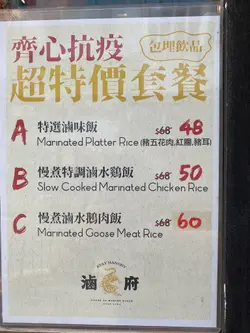 齊心抗疫
包埋飲品
超特價套餐
A 特選滷味飯 $68 48
Marinated Platter Rice (豬五花肉,紅腸,豬耳)
B 慢煮特調滷水鷄飯 $68 50
Slow Cooked Marinated Chicken Rice
C 慢煮滷水鵝肉飯 $68 60
Marinated Goose Meat Rice
滷府